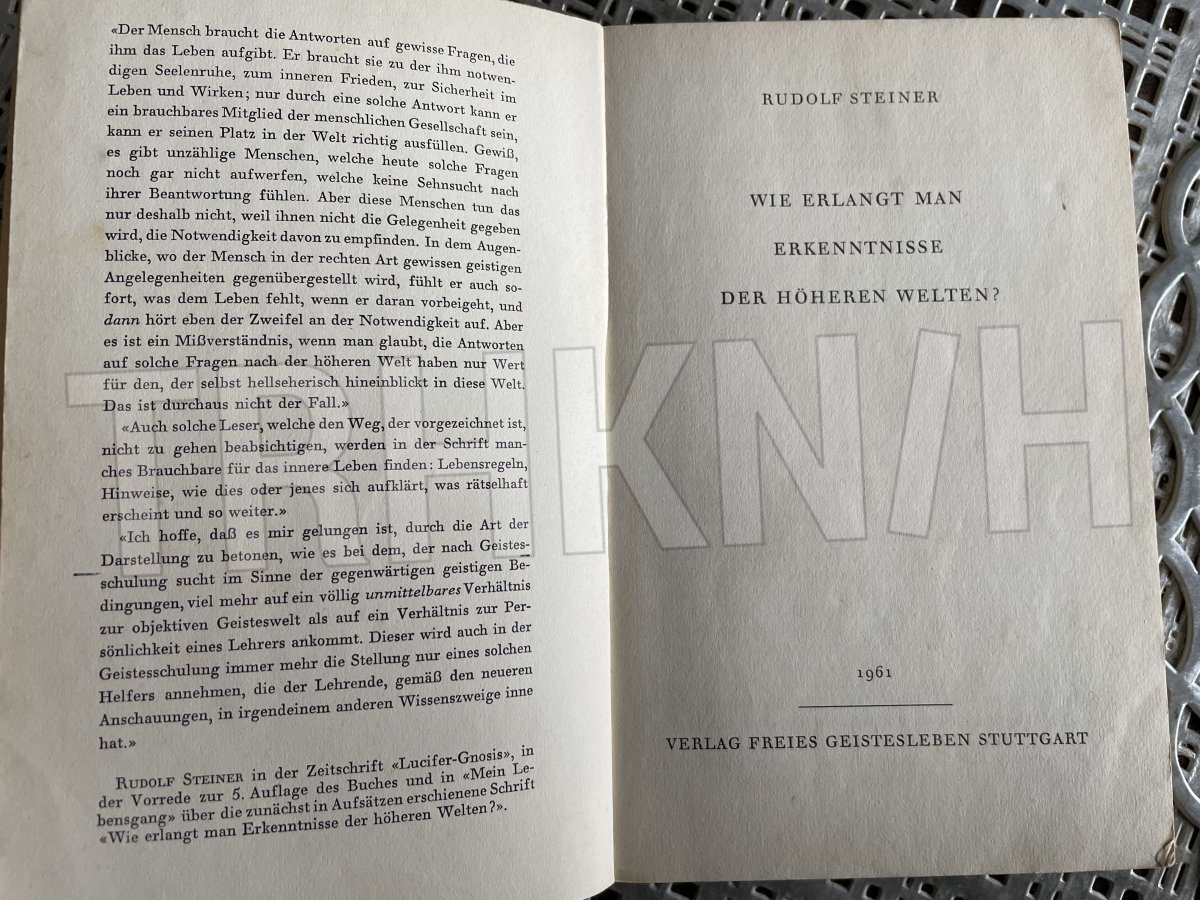 «Der Mensch braucht die Antworten auf gewisse Fragen, die
ihm das Leben aufgibt. Er braucht sie zu der ihm notwen-
digen Seelenruhe, zum inneren Frieden, zur Sicherheit im
Leben und Wirken; nur durch eine solche Antwort kann er
ein brauchbares Mitglied der menschlichen Gesellschaft sein,
kann er seinen Platz in der Welt richtig ausfüllen. Gewiß,
es gibt unzählige Menschen, welche heute solche Fragen
noch gar nicht aufwerfen, welche keine Sehnsucht nach
ihrer Beantwortung fühlen. Aber diese Menschen tun das
nur deshalb nicht, weil ihnen nicht die Gelegenheit gegeben
wird, die Notwendigkeit davon zu empfinden. In dem Augen-
blicke, wo der Mensch in der rechten Art gewissen geistigen
Angelegenheiten gegenübergestellt wird, fühlt er auch so-
fort, was dem Leben fehlt, wenn er daran vorbeigeht, und
dann hört eben der Zweifel an der Notwendigkeit auf. Aber
es ist ein Mißverständnis, wenn man glaubt, die Antworten
auf solche Fragen nach der höheren Welt haben nur Wert
für den, der selbst hellseherisch hineinblickt in diese Welt.
Das ist durchaus nicht der Fall.»
«Auch solche Leser, welche den Weg, der vorgezeichnet ist,
nicht zu gehen beabsichtigen, werden in der Schrift man-
ches Brauchbare für das innere Leben finden: Lebensregeln,
Hinweise, wie dies oder jenes sich aufklärt, was rätselhaft
erscheint und so weiter.»
«Ich hoffe, daß es mir gelungen ist, durch die Art der
Darstellung zu betonen, wie es bei dem, der nach Geistes-
schulung sucht im Sinne der gegenwärtigen geistigen Be-
dingungen, viel mehr auf ein völlig unmittelbares Verhältnis
zur objektiven Geisteswelt als auf ein Verhältnis zur Per-
sönlichkeit eines Lehrers ankommt. Dieser wird auch in der
Geistesschulung immer mehr die Stellung nur eines solchen
Helfers annehmen, die der Lehrende, gemäß den neueren
Anschauungen, in irgendeinem anderen Wissenszweige inne
hat.»
RUDOLF STEINER in der Zeitschrift «Lucifer-Gnosis», in
der Vorrede zur 5. Auflage des Buches und in «Mein Le-
bensgang» über die zunächst in Aufsätzen erschienene Schrift
«Wie erlangt man Erkenntnisse der höheren Welten?».
RUDOLF STEINER
WIE ERLANGT MAN
ERKENNTNISSE
DER HÖHEREN WELTEN?
1961
VERLAG FREIES GEISTESLEBEN STUTTGART
TRHKN/H